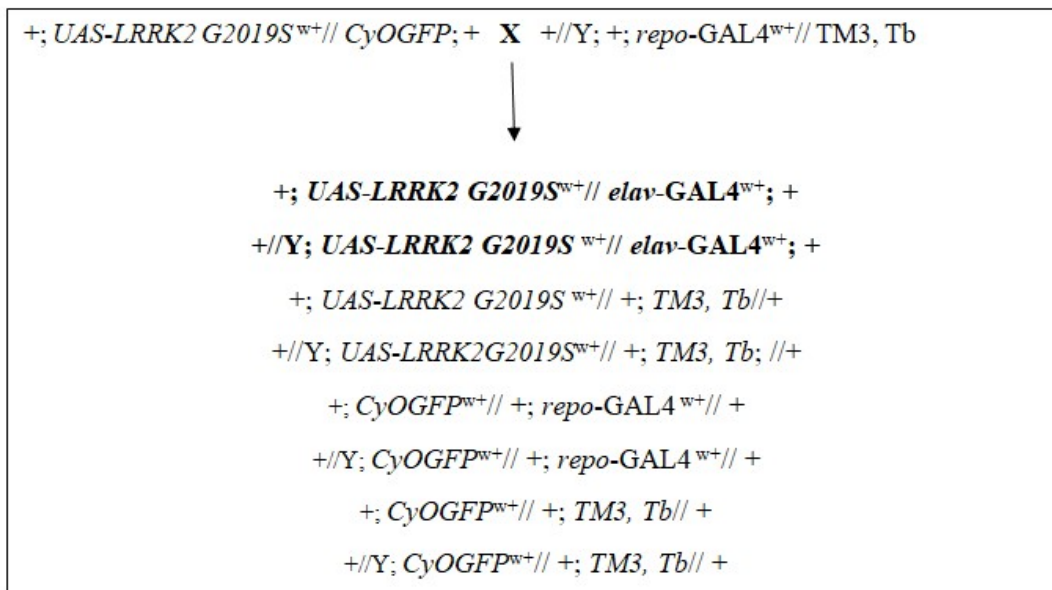 +; UAS-LRRK2 G2019S w+// CyOGFP; + X +//Y; +; repo-GAL4w+// TM3, Tb
+; UAS-LRRK2 G2019Sw+// elav-GAL4w+; +
+//Y; UAS-LRRK2 G2019S w+// elav-GAL4w+; +
+; UAS-LRRK2 G2019S w+// +; TM3, Tb//+
+//Y; UAS-LRRK2G2019Sw+// +; TM3, Tb; //+
+; CyOGFPw+// +; repo-GAL4 w+// +
+//Y; CyOGFPw+// +; repo-GAL4 w+// +
+; CyOGFPw+// +; TM3, Tb// +
+//Y; CyOGFPw+// +; TM3, Tb// +